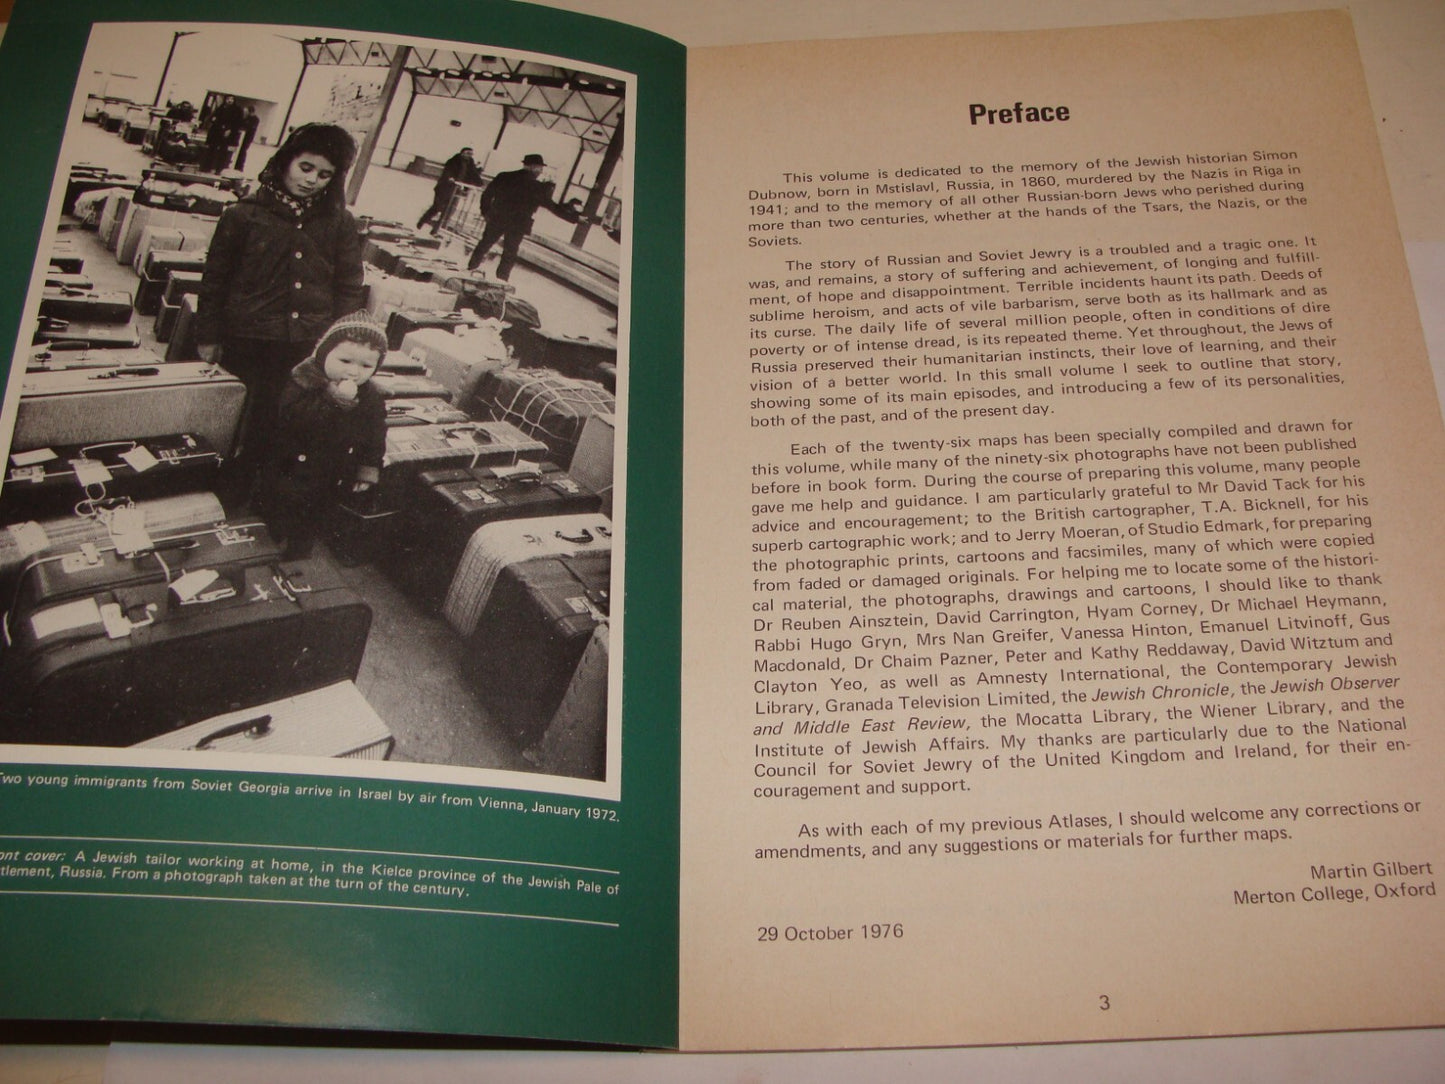 Two young immigrants from Soviet Georgia arrive in Israel by air from Vienna, January 1972.
ont cover: A Jewish tailor working at home, in the Kielce province of the Jewish Pale of
tlement, Russia. From a photograph taken at the turn of the century.
Preface
This volume is dedicated to the memory of the Jewish historian Simon
Dubnow, born in Mstislavl, Russia, in 1860, murdered by the Nazis in Riga in
1941; and to the memory of all other Russian-born Jews who perished during
more than two centuries, whether at the hands of the Tsars, the Nazis, or the
Soviets.
The story of Russian and Soviet Jewry is a troubled and a tragic one. It
was, and remains, a story of suffering and achievement, of longing and fulfill-
ment, of hope and disappointment. Terrible incidents haunt its path. Deeds of
sublime heroism, and acts of vile barbarism, serve both as its hallmark and as
its curse. The daily life of several million people, often in conditions of dire
poverty or of intense dread, is its repeated theme. Yet throughout, the Jews of
Russia preserved their humanitarian instincts, their love of learning, and their
vision of a better world. In this small volume I seek to outline that story,
showing some of its main episodes, and introducing a few of its personalities,
both of the past, and of the present day.
Each of the twenty-six maps has been specially compiled and drawn for
this volume, while many of the ninety-six photographs have not been published
before in book form. During the course of preparing this volume, many people
gave me help and guidance. I am particularly grateful to Mr David Tack for his
advice and encouragement; to the British cartographer, T.A. Bicknell, for his
superb cartographic work; and to Jerry Moeran, of Studio Edmark, for preparing
the photographic prints, cartoons and facsimiles, many of which were copied
from faded or damaged originals. For helping me to locate some of the histori-
cal material, the photographs, drawings and cartoons, I should like to thank
Dr Reuben Ainsztein, David Carrington, Hyam Corney, Dr Michael Heymann,
Rabbi Hugo Gryn, Mrs Nan Greifer, Vanessa Hinton, Emanuel Litvinoff, Gus
Macdonald, Dr Chaim Pazner, Peter and Kathy Reddaway, David Witztum and
Clayton Yeo, as well as Amnesty International, the Contemporary Jewish
Library, Granada Television Limited, the Jewish Chronicle, the Jewish Observer
and Middle East Review, the Mocatta Library, the Wiener Library, and the
Institute of Jewish Affairs. My thanks are particularly due to the National
Council for Soviet Jewry of the United Kingdom and Ireland, for their en-
couragement and support.
As with each of my previous Atlases, I should welcome any corrections or
amendments, and any suggestions or materials for further maps.
Martin Gilbert
Merton College, Oxford
29 October 1976
3